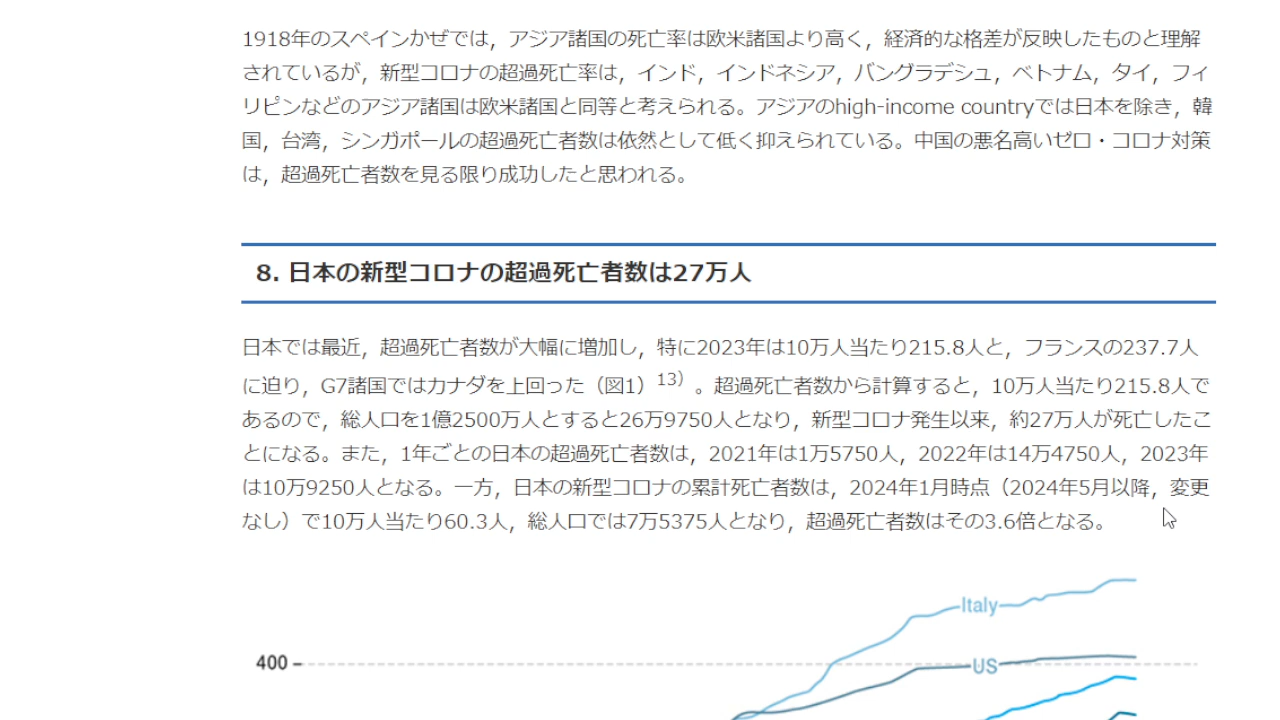 1918年のスペインかぜでは，アジア諸国の死亡率は欧米諸国より高く，経済的な格差が反映したものと理解
されているが，新型コロナの超過死亡率は，インド，インドネシア，バングラデシュ，ベトナム，タイ，フィ
リピンなどのアジア諸国は欧米諸国と同等と考えられる。アジアのhigh-income countryでは日本を除き，韓
国，台湾，シンガポールの超過死亡者数は依然として低く抑えられている。中国の悪名高いゼロ・コロナ対策
は，超過死亡者数を見る限り成功したと思われる。
8. 日本の新型コロナの超過死亡者数は27万人
日本では最近，超過死亡者数が大幅に増加し，特に2023年は10万人当たり215.8人と，フランスの237.7人
に迫り，G7諸国ではカナダを上回った（図1）13）。超過死亡者数から計算すると，10万人当たり215.8人で
あるので，総人口を1億2500万人とすると26万9750人となり，新型コロナ発生以来，約27万人が死亡したこ
とになる。また，1年ごとの日本の超過死亡者数は，2021年は1万5750人，2022年は14万4750人，2023年
は10万9250人となる。一方，日本の新型コロナの累計死亡者数は，2024年1月時点（2024年5月以降，変更
なし）で10万人当たり60.3人，総人口では7万5375人となり，超過死亡者数はその3.6倍となる。
Italy
400
US